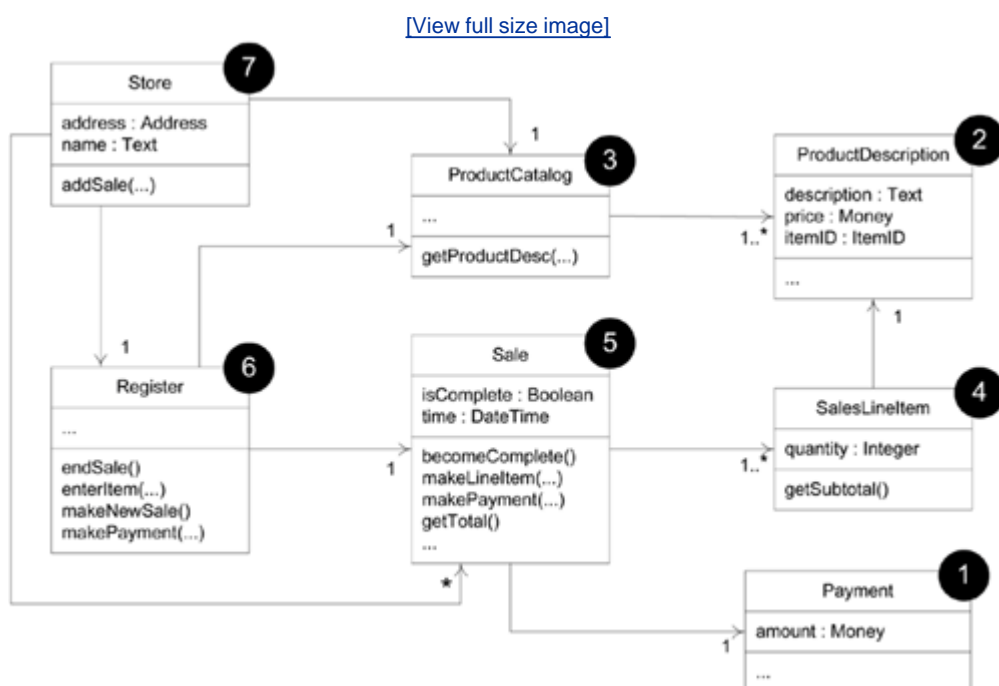 [View full size image]
7
Store
address : Address
name : Text
addSale(...)
1
3
ProductCatalog
...
getProductDesc(...)
1
2
ProductDescription
description : Text
price : Money
itemID : ItemID
...
1..*
1
1
6
Register
...
endSale()
enterItem(...)
makeNewSale()
makePayment(...)
5
Sale
isComplete : Boolean
time : DateTime
becomeComplete()
makeLineItem(...)
makePayment(...)
getTotal()
...
1
*
4
SalesLineItem
quantity : Integer
getSubtotal()
1..*
1
Payment
amount : Money
...
1